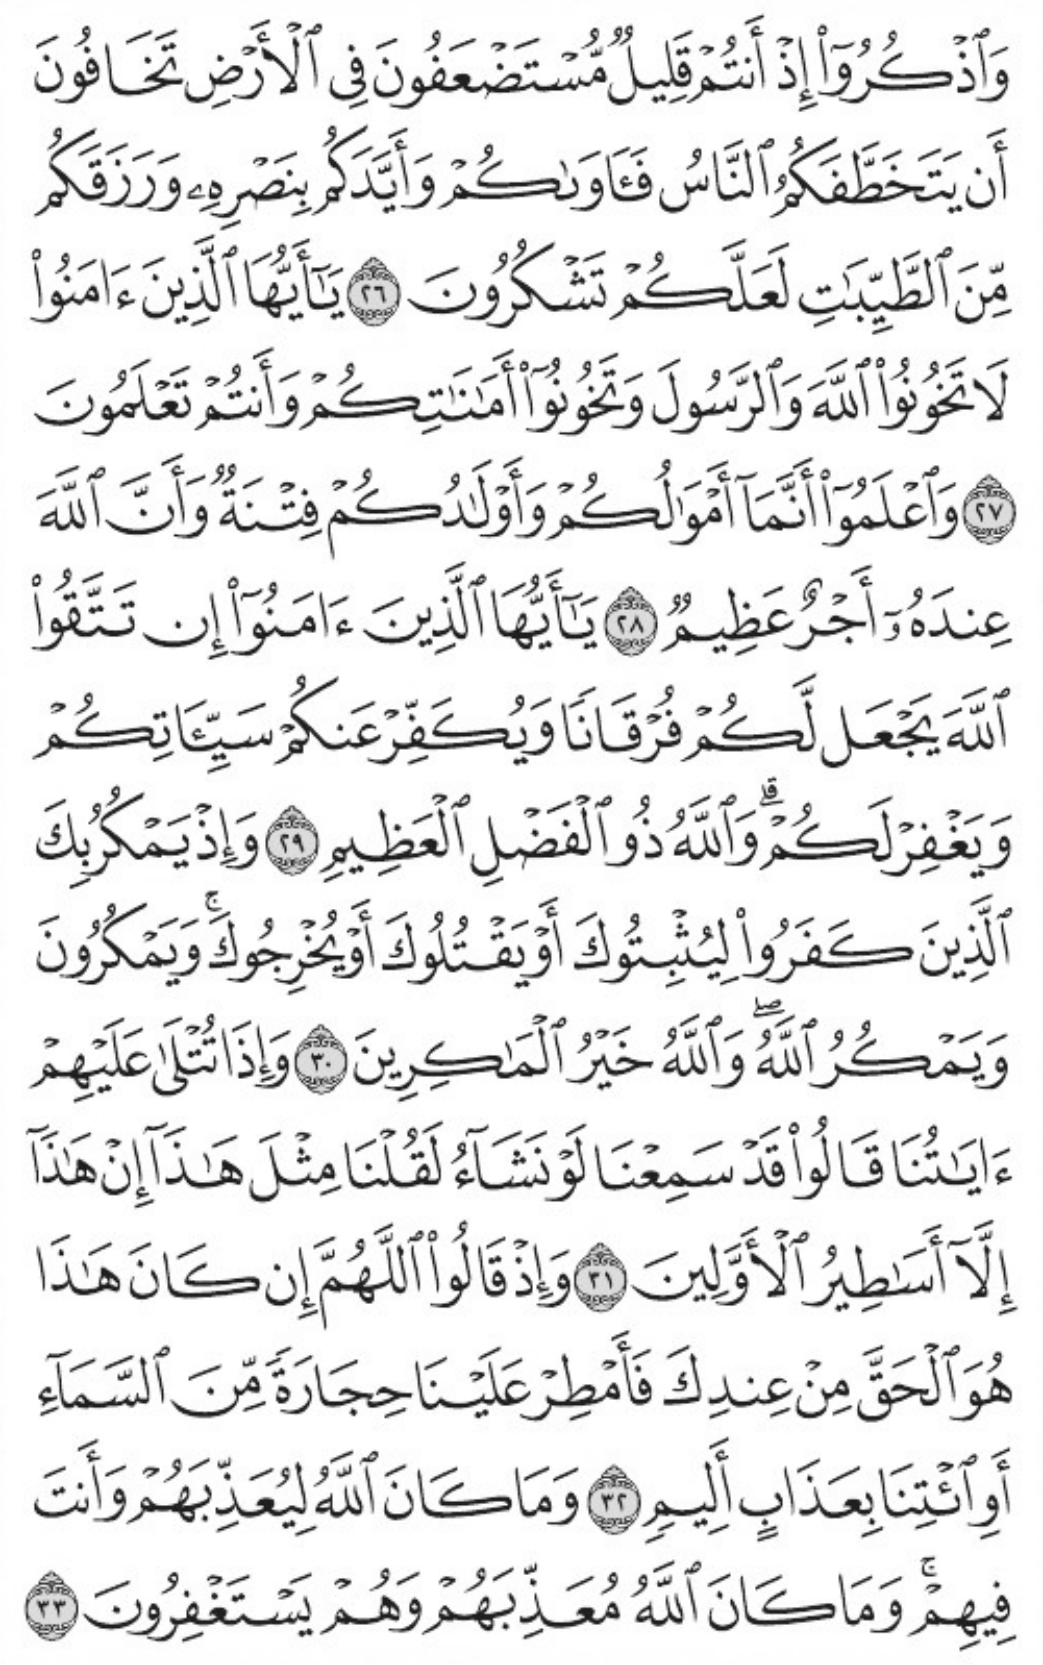 وَٱذۡكُرُوٓاْ إِذۡ أَنتُمۡ قَلِيلٞ مُّسۡتَضۡعَفُونَ فِي ٱلۡأَرۡضِ تَخَافُونَ
أَن يَتَخَطَّفَكُمُ ٱلنَّاسُ فَـَٔاوَىٰكُمۡ وَأَيَّدَكُم بِنَصۡرِهِۦ وَرَزَقَكُم
مِّنَ ٱلطَّيِّبَٰتِ لَعَلَّكُمۡ تَشۡكُرُونَ ٢٦ يَٰٓأَيُّهَا ٱلَّذِينَ ءَامَنُواْ
لَا تَخُونُواْ ٱللَّهَ وَٱلرَّسُولَ وَتَخُونُوٓاْ أَمَٰنَٰتِكُمۡ وَأَنتُمۡ تَعۡلَمُونَ
٢٧ وَٱعۡلَمُوٓاْ أَنَّمَآ أَمۡوَٰلُكُمۡ وَأَوۡلَٰدُكُمۡ فِتۡنَةٞ وَأَنَّ ٱللَّهَ
عِندَهُۥٓ أَجۡرٌ عَظِيمٞ ٢٨ يَٰٓأَيُّهَا ٱلَّذِينَ ءَامَنُوٓاْ إِن تَتَّقُواْ
ٱللَّهَ يَجۡعَل لَّكُمۡ فُرۡقَانٗا وَيُكَفِّرۡ عَنكُمۡ سَيِّـَٔاتِكُمۡ
وَيَغۡفِرۡ لَكُمۡۗ وَٱللَّهُ ذُو ٱلۡفَضۡلِ ٱلۡعَظِيمِ ٢٩ وَإِذۡ يَمۡكُرُ بِكَ
ٱلَّذِينَ كَفَرُواْ لِيُثۡبِتُوكَ أَوۡ يَقۡتُلُوكَ أَوۡ يُخۡرِجُوكَۚ وَيَمۡكُرُونَ
وَيَمۡكُرُ ٱللَّهُۖ وَٱللَّهُ خَيۡرُ ٱلۡمَٰكِرِينَ ٣٠ وَإِذَا تُتۡلَىٰ عَلَيۡهِمۡ
ءَايَٰتُنَا قَالُواْ قَدۡ سَمِعۡنَا لَوۡ نَشَآءُ لَقُلۡنَا مِثۡلَ هَٰذَآ إِنۡ هَٰذَآ
إِلَّآ أَسَٰطِيرُ ٱلۡأَوَّلِينَ ٣١ وَإِذۡ قَالُواْ ٱللَّهُمَّ إِن كَانَ هَٰذَا
هُوَ ٱلۡحَقَّ مِنۡ عِندِكَ فَأَمۡطِرۡ عَلَيۡنَا حِجَارَةٗ مِّنَ ٱلسَّمَآءِ
أَوِ ٱئۡتِنَا بِعَذَابٍ أَلِيمٖ ٣٢ وَمَا كَانَ ٱللَّهُ لِيُعَذِّبَهُمۡ وَأَنتَ
فِيهِمۡۚ وَمَا كَانَ ٱللَّهُ مُعَذِّبَهُمۡ وَهُمۡ يَسۡتَغۡفِرُونَ ٣٣